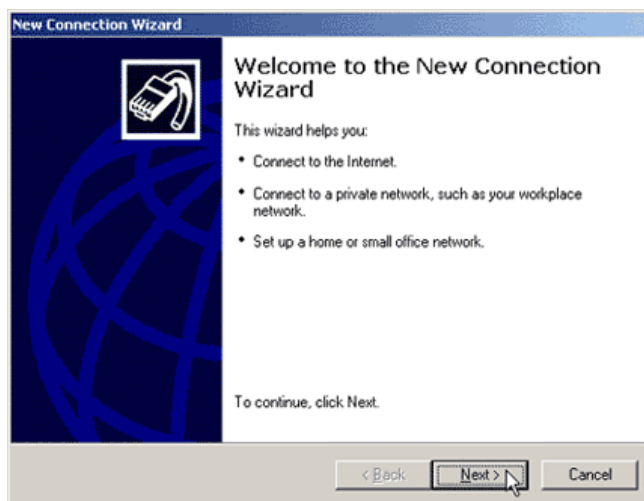 New Connection Wizard
Welcome to the New Connection
Wizard
This wizard helps you:
• Connect to the Internet.
• Connect to a private network, such as your workplace
network.
• Set up a home or small office network.
To continue, click Next.
< Back Next > Cancel